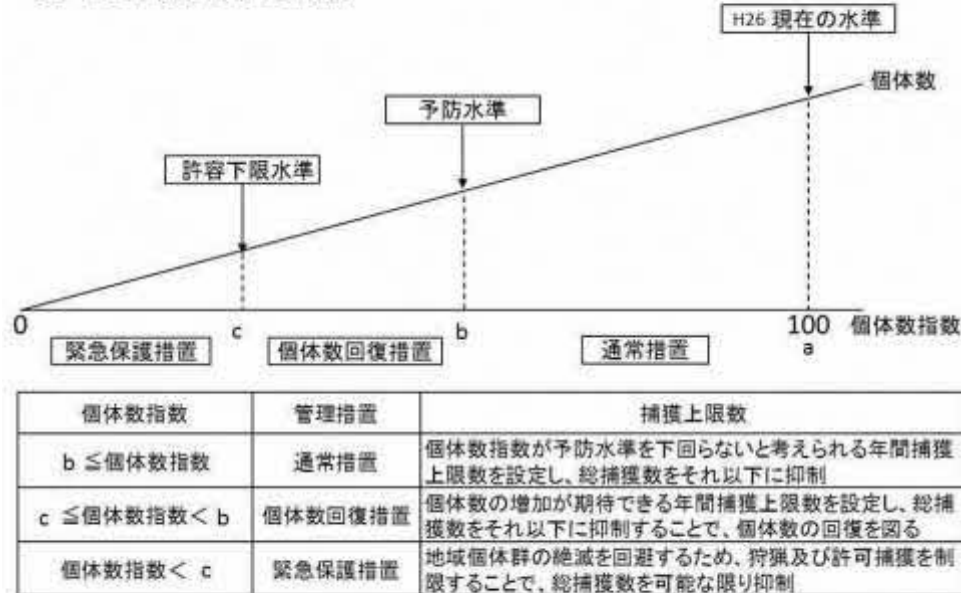 H26 現在の水準
個体数
予防水準
許容下限水準
0 c b 100 個体数指数
a
緊急保護措置 個体数回復措置 通常措置
個体数指数 管理措置 捕獲上限数
b ≦個体数指数 通常措置 個体数指数が予防水準を下回らないと考えられる年間捕獲
上限数を設定し、総捕獲数をそれ以下に抑制
c ≦個体数指数< b 個体数回復措置 個体数の増加が期待できる年間捕獲上限数を設定し、総捕
獲数をそれ以下に抑制することで、個体数の回復を図る
個体数指数< c 緊急保護措置 地域個体群の絶滅を回避するため、狩猟及び許可捕獲を制
限することで、総捕獲数を可能な限り抑制